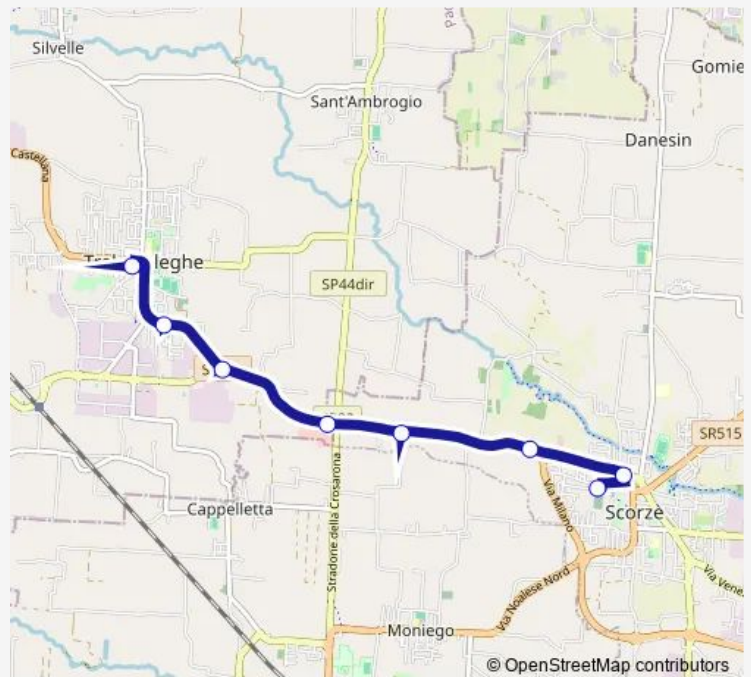 Silvelle
Pad
Gomie
Sant'Ambrogio
Danesin
Castellana
leghe
SP44dir
SR515
Stradone della Crosarona
Cappelletta
Via Milano
Scorzè
Via Noalese Nord
Via Vene
Moniego
© OpenStreetMap contributors